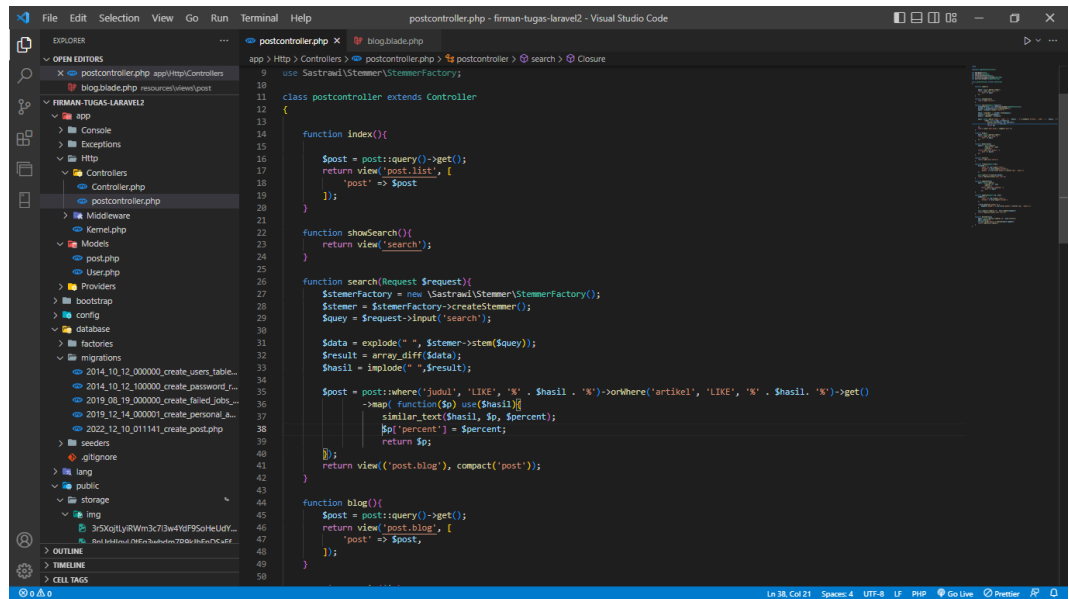 File Edit Selection View Go Run Terminal Help
postcontroller.php - firman-tugas-laravel2 - Visual Studio Code
EXPLORER
OPEN EDITORS
postcontroller.php app\Http\Controllers
blog.blade.php resources\views\post
FIRMAN-TUGAS-LARAVEL2
app
Console
Exceptions
Http
Controllers
Controller.php
postcontroller.php
Middleware
Kernel.php
Models
post.php
User.php
Providers
bootstrap
config
database
factories
migrations
2014_10_12_000000_create_users_table...
2014_10_12_100000_create_password_r...
2019_08_19_000000_create_failed_jobs_...
2019_12_14_000001_create_personal_a...
2022_12_10_011141_create_post.php
seeders
.gitignore
lang
public
storage
img
OUTLINE
TIMELINE
CELL TAGS
postcontroller.php
blog.blade.php
app > Http > Controllers > postcontroller.php > postcontroller > search > Closure
9 use Sastrawi\Stemmer\StemmerFactory;
10
11 class postcontroller extends Controller
12 {
13
14 function index(){
15
16 $post = post::query()->get();
17 return view('post.list', [
18 'post' => $post
19 ]);
20 }
21
22 function showSearch(){
23 return view('search');
24 }
25
26 function search(Request $request){
27 $stemerFactory = new \Sastrawi\Stemmer\StemmerFactory();
28 $stemer = $stemerFactory->createStemmer();
29 $quey = $request->input('search');
30
31 $data = explode(" ", $stemer->stem($quey));
32 $result = array_diff($data);
33 $hasil = implode(" ",$result);
34
35 $post = post::where('judul', 'LIKE', '%' . $hasil . '%')->orWhere('artikel', 'LIKE', '%' . $hasil. '%')->get()
36 ->map( function($p) use($hasil){
37 similar_text($hasil, $p, $percent);
38 $p['percent'] = $percent;
39 return $p;
40 });
41 return view(('post.blog'), compact('post'));
42 }
43
44 function blog(){
45 $post = post::query()->get();
46 return view('post.blog', [
47 'post' => $post,
48 ]);
49 }
50
0 0
Ln 38, Col 21 Spaces: 4 UTF-8 LF PHP Go Live Prettier